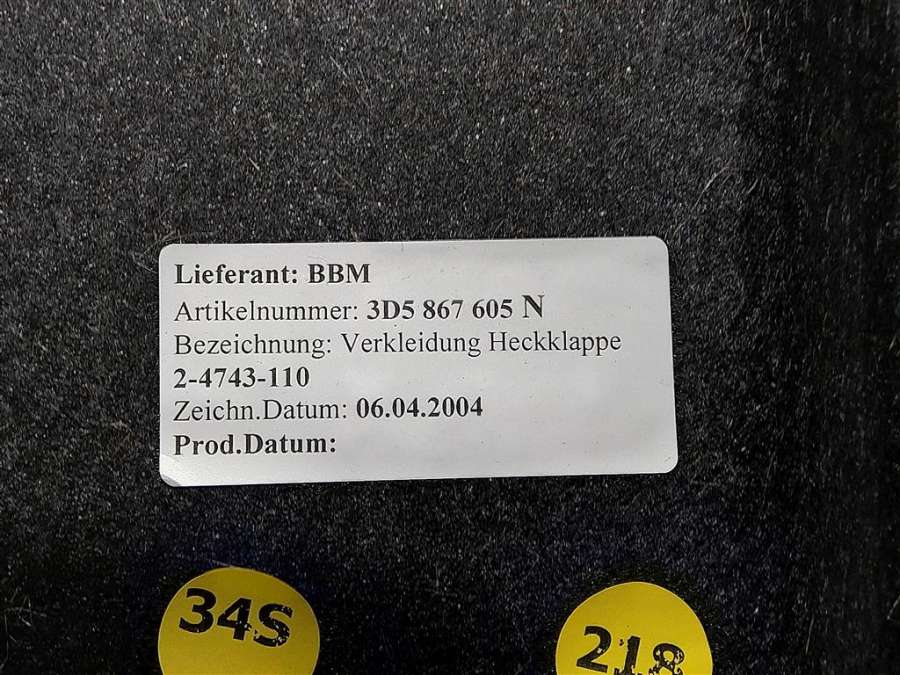 Lieferant: BBM
Artikelnummer: 3D5 867 605 N
Bezeichnung: Verkleidung Heckklappe
2-4743-110
Zeichn.Datum: 06.04.2004
Prod.Datum:
34S
218